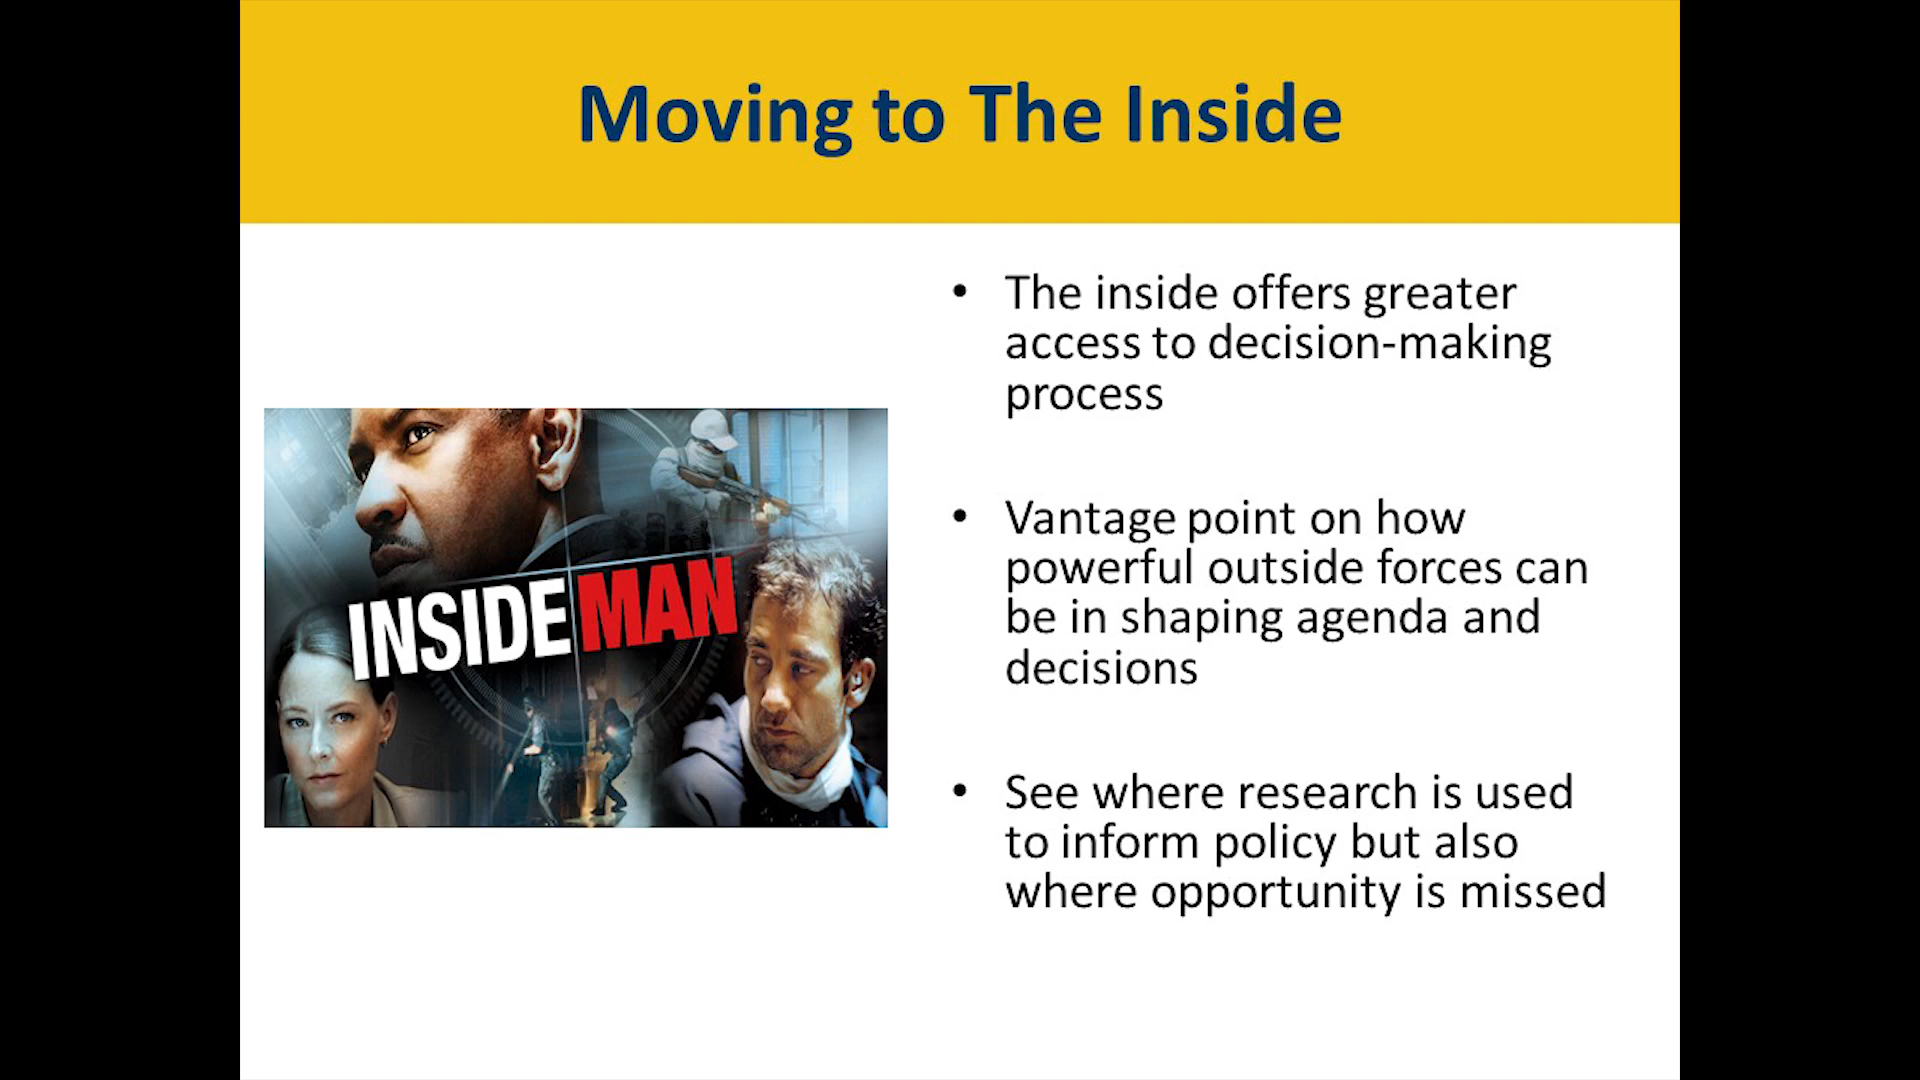 Moving to The Inside
• The inside offers greater
access to decision-making
process
INSIDE MAN
• Vantage point on how
powerful outside forces can
be in shaping agenda and
decisions
• See where research is used
to inform policy but also
where opportunity is missed